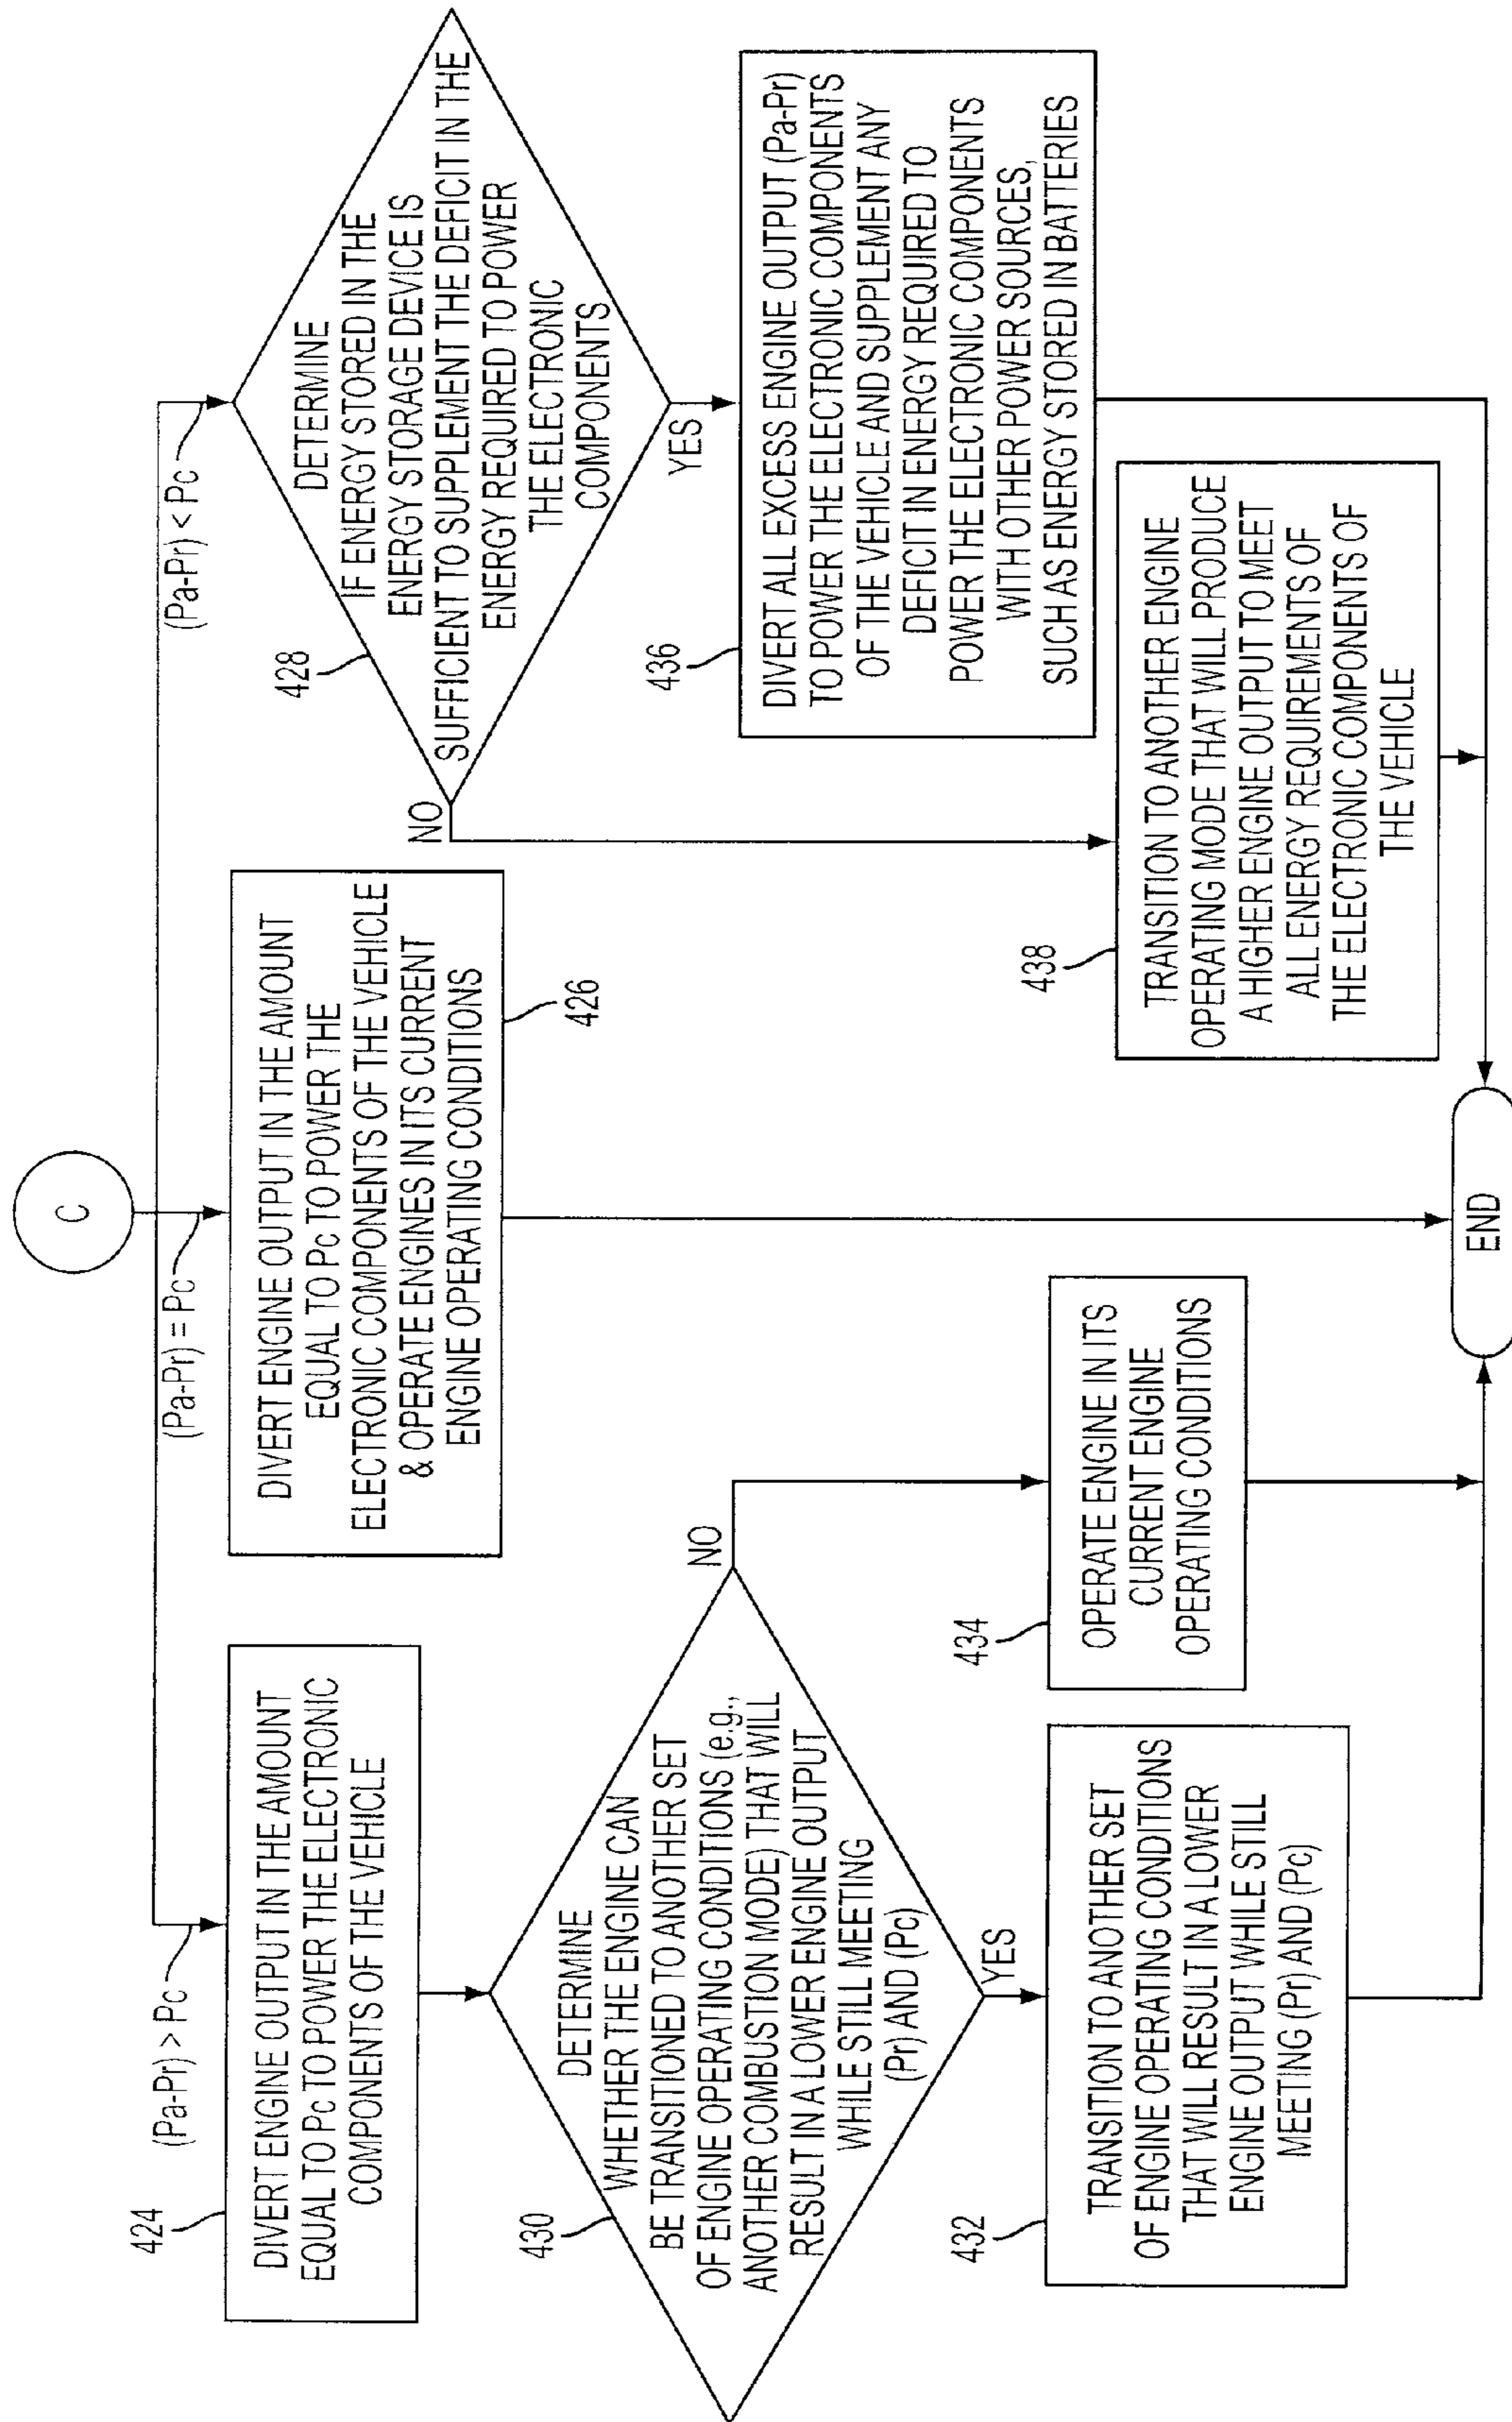 C
(Pa-Pr) > Pc
(Pa-Pr) = Pc
(Pa-Pr) < Pc
424
DIVERT ENGINE OUTPUT IN THE AMOUNT
EQUAL TO Pc TO POWER THE ELECTRONIC
COMPONENTS OF THE VEHICLE
DIVERT ENGINE OUTPUT IN THE AMOUNT
EQUAL TO Pc TO POWER THE
ELECTRONIC COMPONENTS OF THE VEHICLE
& OPERATE ENGINES IN ITS CURRENT
ENGINE OPERATING CONDITIONS
426
428
DETERMINE
IF ENERGY STORED IN THE
ENERGY STORAGE DEVICE IS
SUFFICIENT TO SUPPLEMENT THE DEFICIT IN THE
ENERGY REQUIRED TO POWER
THE ELECTRONIC
COMPONENTS
NO
YES
430
DETERMINE
WHETHER THE ENGINE CAN
BE TRANSITIONED TO ANOTHER SET
OF ENGINE OPERATING CONDITIONS (e.g.,
ANOTHER COMBUSTION MODE) THAT WILL
RESULT IN A LOWER ENGINE OUTPUT
WHILE STILL MEETING
(Pr) AND (Pc)
NO
YES
436
DIVERT ALL EXCESS ENGINE OUTPUT (Pa-Pr)
TO POWER THE ELECTRONIC COMPONENTS
OF THE VEHICLE AND SUPPLEMENT ANY
DEFICIT IN ENERGY REQUIRED TO
POWER THE ELECTRONIC COMPONENTS
WITH OTHER POWER SOURCES,
SUCH AS ENERGY STORED IN BATTERIES
432
TRANSITION TO ANOTHER SET
OF ENGINE OPERATING CONDITIONS
THAT WILL RESULT IN A LOWER
ENGINE OUTPUT WHILE STILL
MEETING (Pr) AND (Pc)
434
OPERATE ENGINE IN ITS
CURRENT ENGINE
OPERATING CONDITIONS
438
TRANSITION TO ANOTHER ENGINE
OPERATING MODE THAT WILL PRODUCE
A HIGHER ENGINE OUTPUT TO MEET
ALL ENERGY REQUIREMENTS OF
THE ELECTRONIC COMPONENTS OF
THE VEHICLE
END